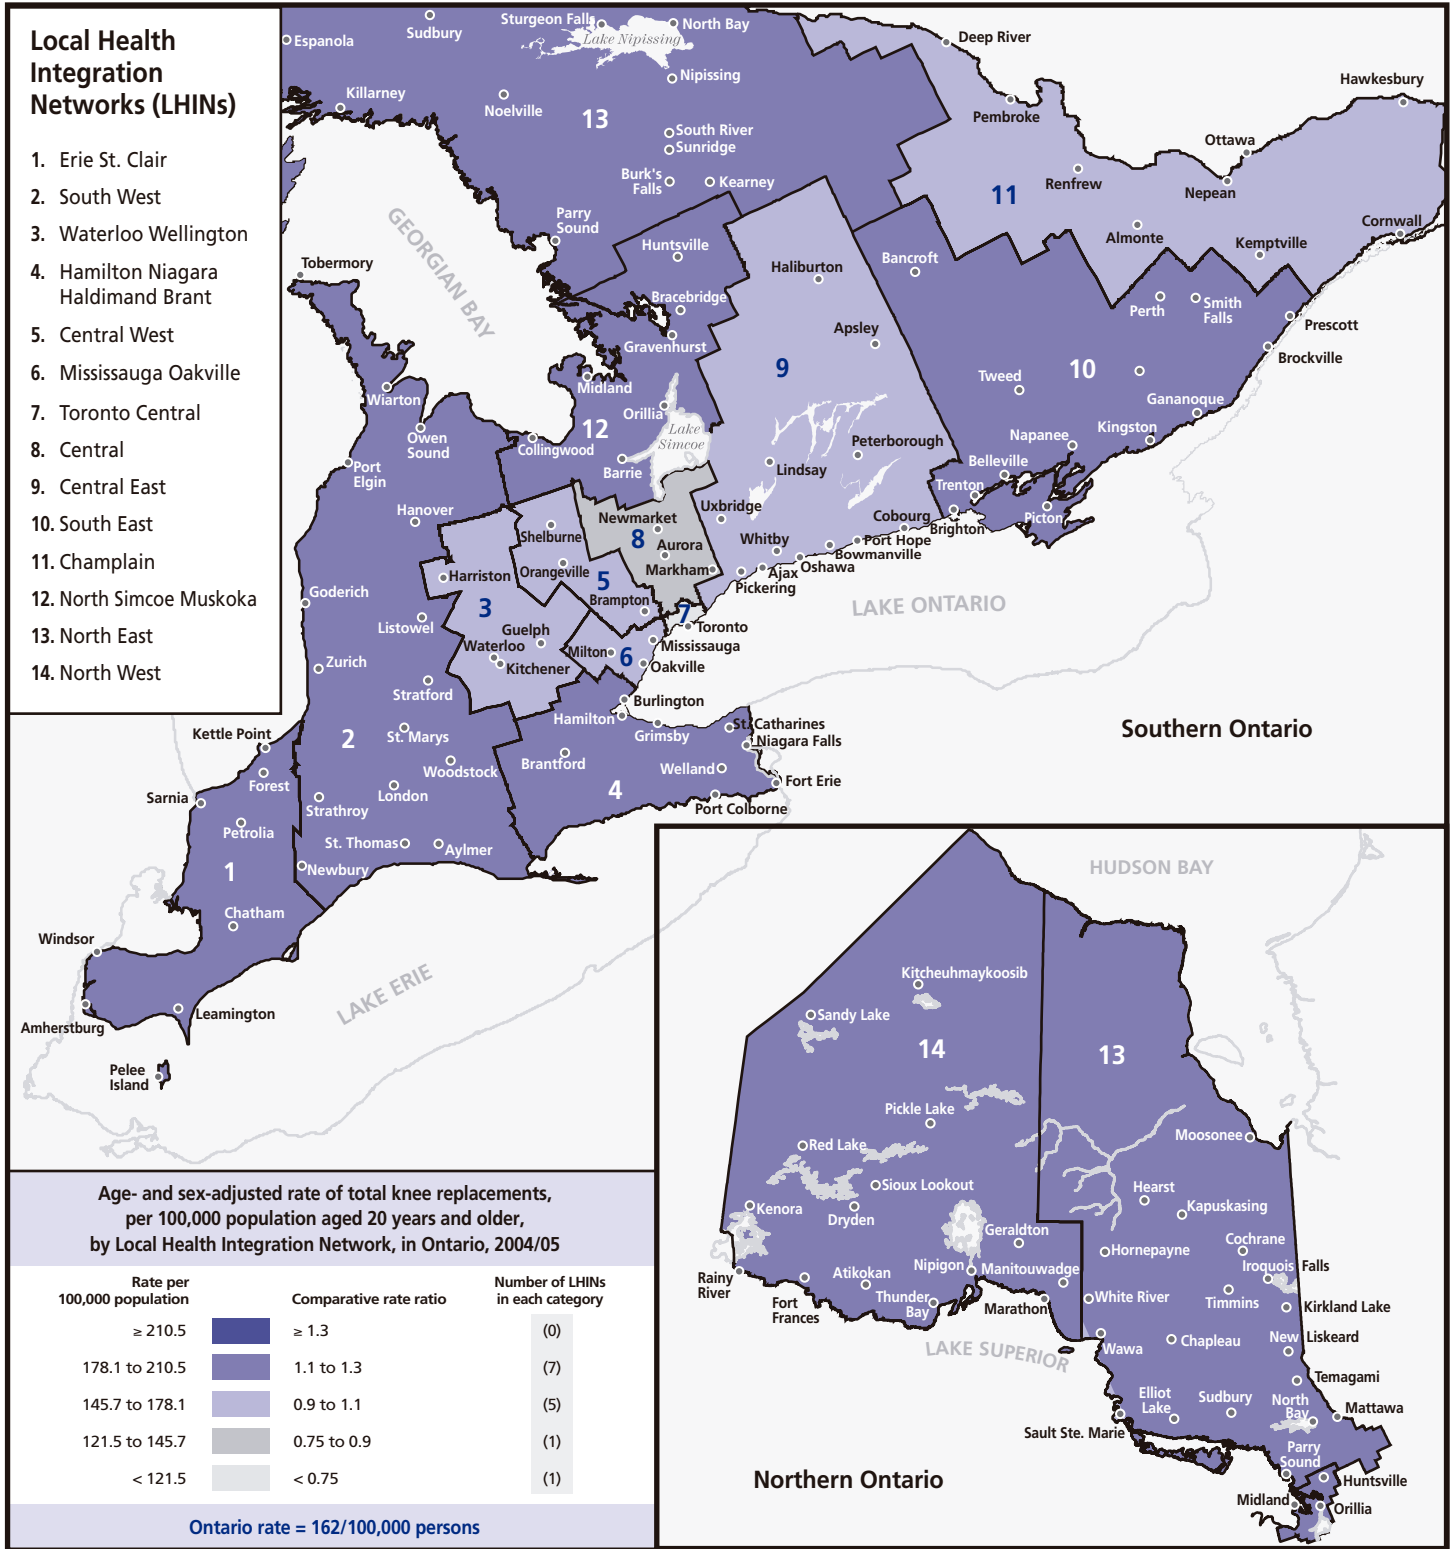 Local Health
Integration
Networks (LHINs)
1. Erie St. Clair
2. South West
3. Waterloo Wellington
4. Hamilton Niagara
Haldimand Brant
5. Central West
6. Mississauga Oakville
7. Toronto Central
8. Central
9. Central East
10. South East
11. Champlain
12. North Simcoe Muskoka
13. North East
14. North West
Espanola
Sudbury
Sturgeon Falls
North Bay
Lake Nipissing
Nipissing
Killarney
Noelville
13
South River
Sunridge
Burk's
Falls
Kearney
Parry
Sound
Deep River
Pembroke
Hawkesbury
Ottawa
Renfrew
Nepean
11
Cornwall
Almonte
Kemptville
GEORGIAN BAY
Tobermory
Huntsville
Haliburton
Bancroft
Bracebridge
Gravenhurst
Apsley
Perth
Smith
Falls
Prescott
Brockville
9
10
Tweed
Gananoque
Midland
Wiarton
Orillia
12
Lake
Simcoe
Owen
Sound
Collingwood
Barrie
Peterborough
Lindsay
Napanee
Kingston
Belleville
Port
Elgin
Trenton
Hanover
Newmarket
Uxbridge
Cobourg
Brighton
Picton
Shelburne
8
Aurora
Whitby
Port Hope
Bowmanville
Orangeville
Markham
Oshawa
Ajax
Pickering
Harriston
5
Goderich
Brampton
LAKE ONTARIO
3
7
Listowel
Guelph
Toronto
Waterloo
Milton
6
Mississauga
Zurich
Kitchener
Oakville
Stratford
Burlington
Hamilton
Grimsby
St. Catharines
Niagara Falls
Kettle Point
2
St. Marys
Southern Ontario
Woodstock
Brantford
Welland
Fort Erie
Forest
4
Sarnia
London
Strathroy
Port Colborne
Petrolia
St. Thomas
Aylmer
1
Newbury
Chatham
Windsor
LAKE ERIE
Leamington
Amherstburg
Pelee
Island
HUDSON BAY
Kitcheuhmaykoosib
Sandy Lake
14
13
Pickle Lake
Moosonee
Red Lake
Sioux Lookout
Hearst
Kapuskasing
Kenora
Dryden
Geraldton
Hornepayne
Cochrane
Iroquois Falls
Rainy
River
Atikokan
Nipigon
Manitouwadge
Fort
Frances
Thunder
Bay
Marathon
White River
Timmins
Kirkland Lake
LAKE SUPERIOR
Wawa
Chapleau
New Liskeard
Temagami
Elliot
Lake
Sudbury
North
Bay
Mattawa
Sault Ste. Marie
Parry
Sound
Huntsville
Northern Ontario
Midland
Orillia
Age- and sex-adjusted rate of total knee replacements,
per 100,000 population aged 20 years and older,
by Local Health Integration Network, in Ontario, 2004/05
Rate per
100,000 population
Comparative rate ratio
Number of LHINs
in each category
≥ 210.5 ≥ 1.3 (0)
178.1 to 210.5 1.1 to 1.3 (7)
145.7 to 178.1 0.9 to 1.1 (5)
121.5 to 145.7 0.75 to 0.9 (1)
< 121.5 < 0.75 (1)
Ontario rate = 162/100,000 persons